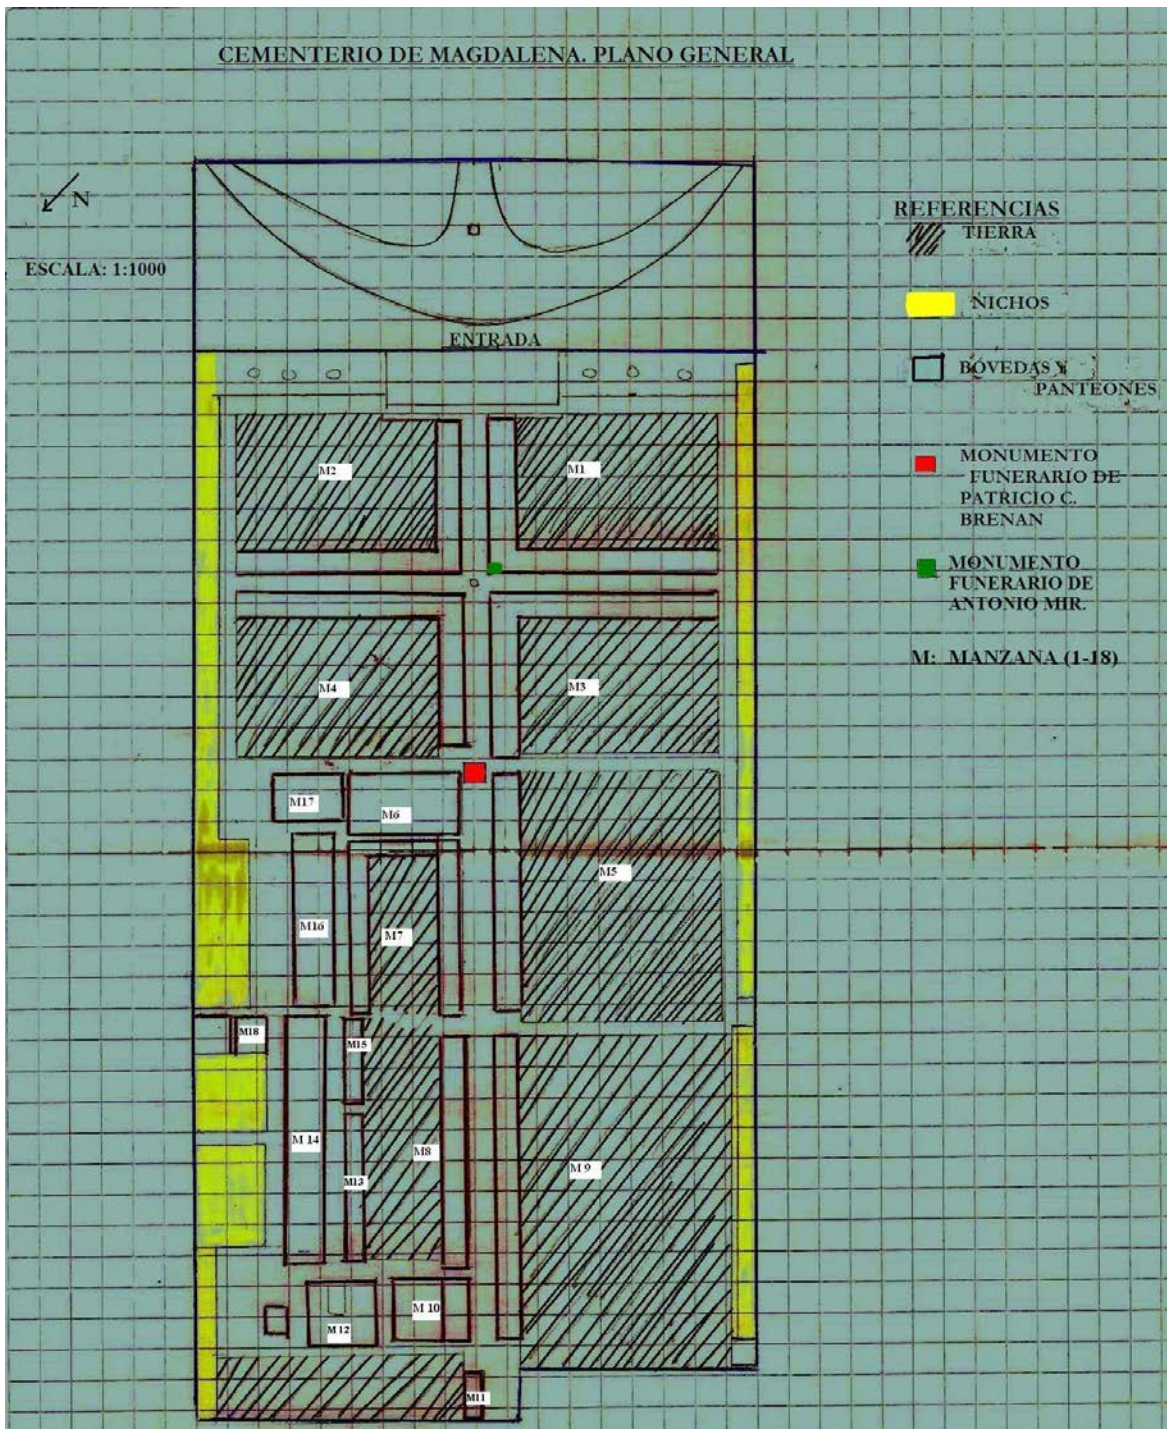 CEMENTERIO DE MAGDALENA. PLANO GENERAL
N
ESCALA: 1:1000
ENTRADA
REFERENCIAS
TIERRA
NICHOS
BÓVEDAS Y
PANTEONES
MONUMENTO
FUNERARIO DE
PATRICIO C.
BRENAN
MONUMENTO
FUNERARIO DE
ANTONIO MIR.
M: MANZANA (1-18)
M2
M1
M4
M3
M17
M6
M5
M16
M7
M18
M15
M 14
M8
M13
M 9
M 10
M 12
M11